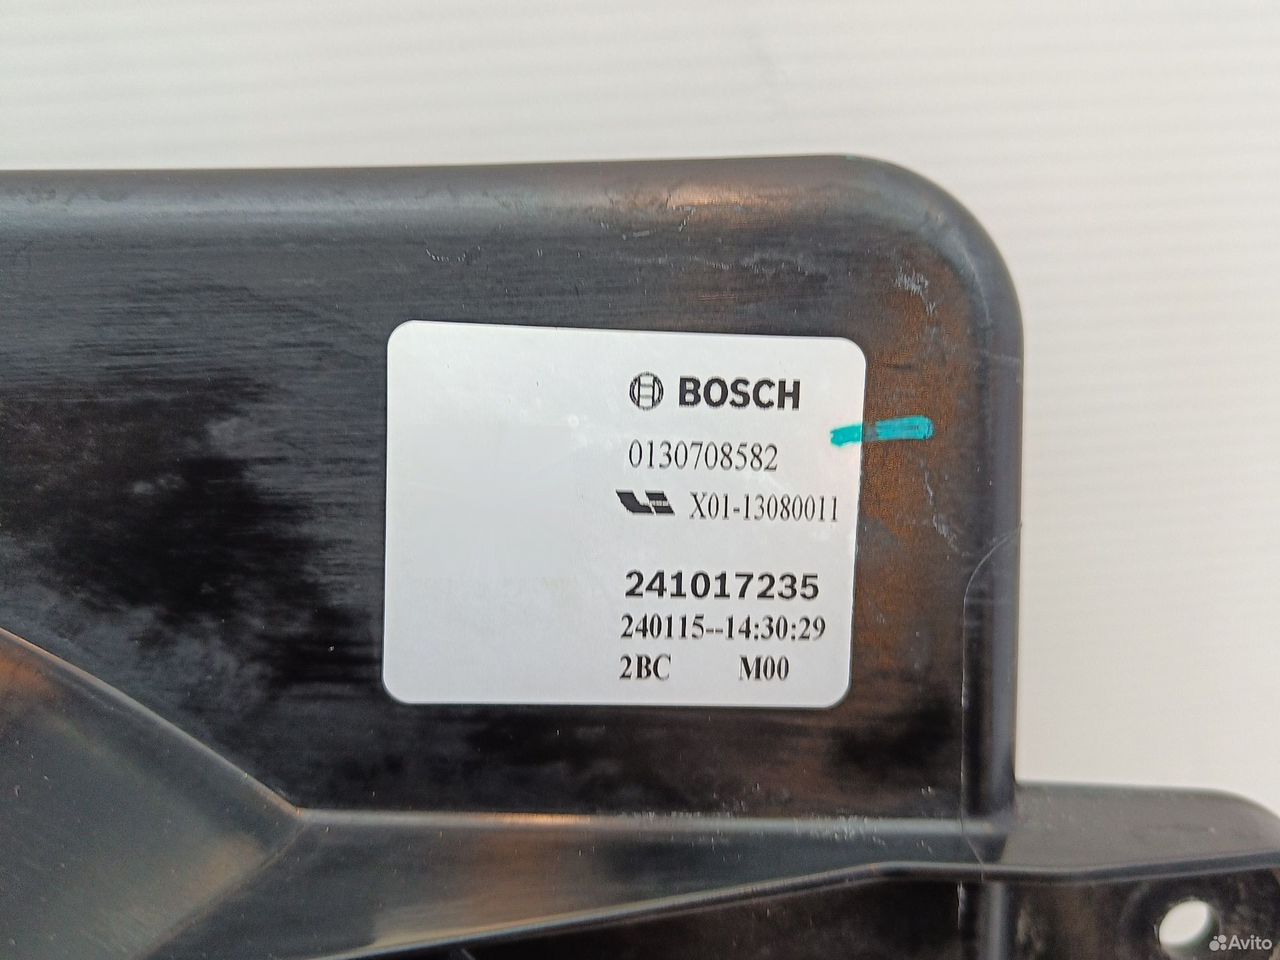 BOSCH
0130708582
X01-13080011
241017235
240115--14:30:29
2BC M00
Avito